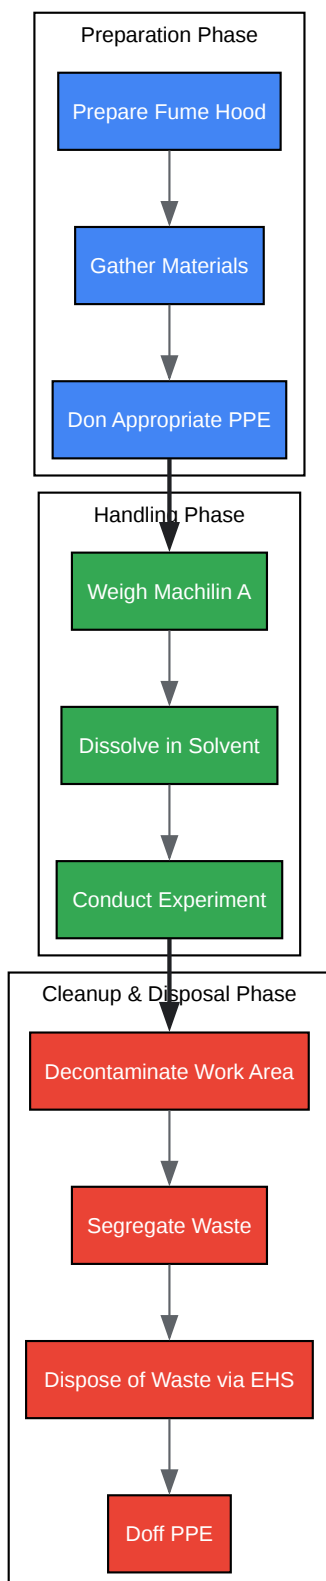 Preparation Phase
Prepare Fume Hood
Gather Materials
Don Appropriate PPE
Handling Phase
Weigh Machilin A
Dissolve in Solvent
Conduct Experiment
Cleanup & Disposal Phase
Decontaminate Work Area
Segregate Waste
Dispose of Waste via EHS
Doff PPE